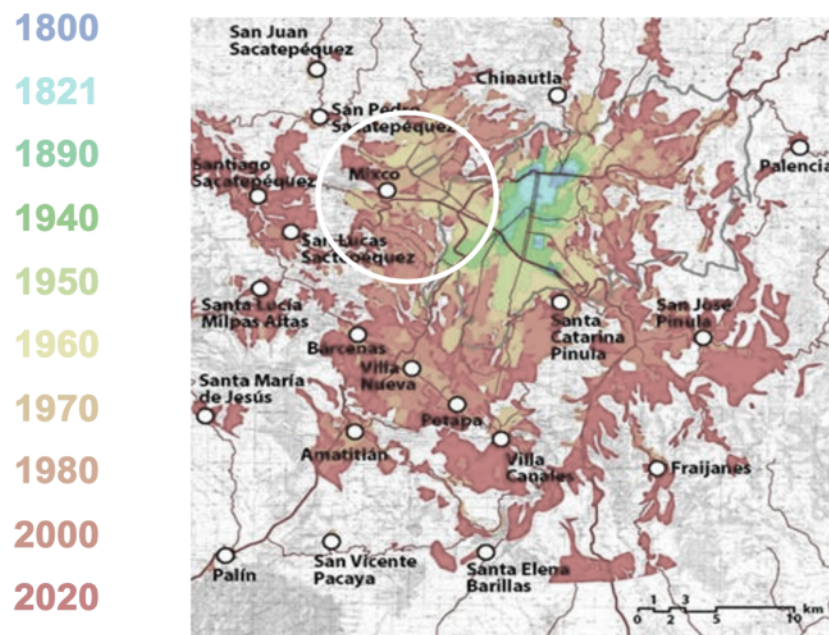 1800
1821
1890
1940
1950
1960
1970
1980
2000
2020
San Juan
Sacatepéquez
Chinautla
San Pedro
Sacatepéquez
Palencia
Santiago
Sacatepéquez
Mixco
San Lucas
Sactepéquez
Santa Lucía
Milpas Altas
Santa
Catarina
Pinula
San José
Pinula
Bárcenas
Villa
Nueva
Santa María
de Jesús
Petapa
Amatitlán
Villa
Canales
Fraijanes
Palín
San Vicente
Pacaya
Santa Elena
Barillas
1 3
0 2 5 10 km